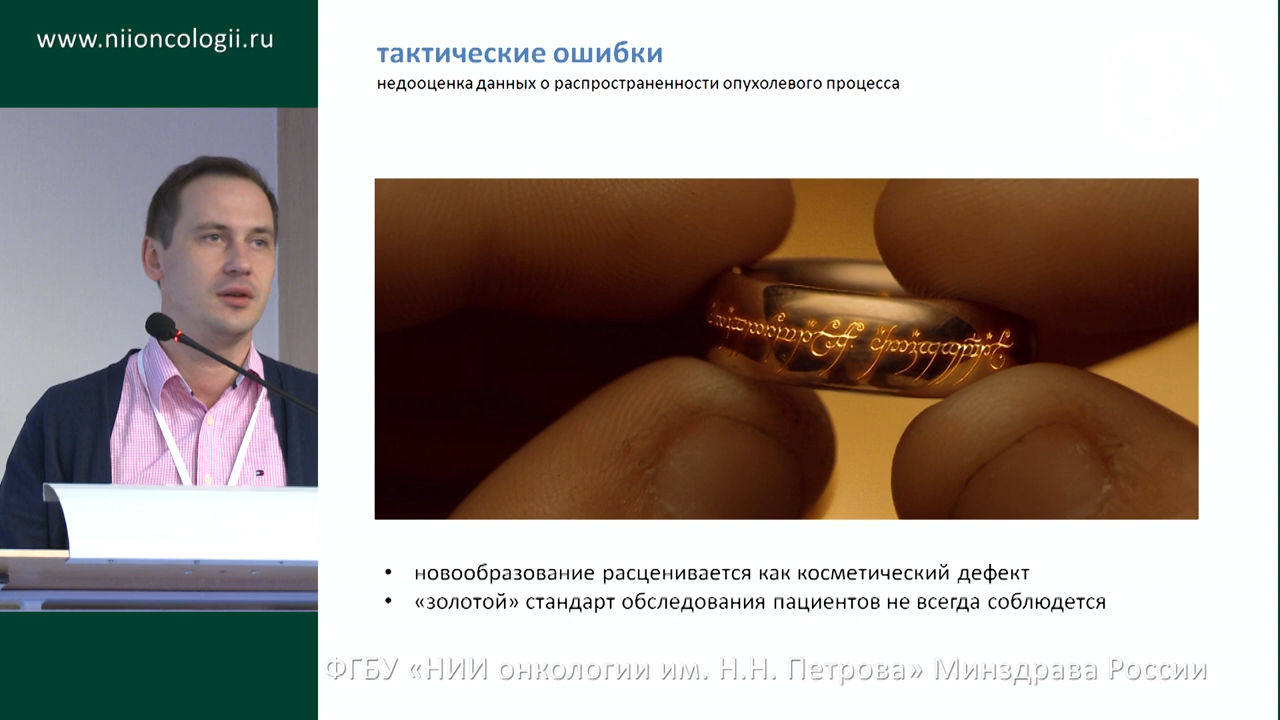 www.niioncologii.ru
тактические ошибки
недооценка данных о распространенности опухолевого процесса
• новообразование расценивается как косметический дефект
• «золотой» стандарт обследования пациентов не всегда соблюдется
ФГБУ «НИИ онкологии им. Н.Н. Петрова» Минздрава России